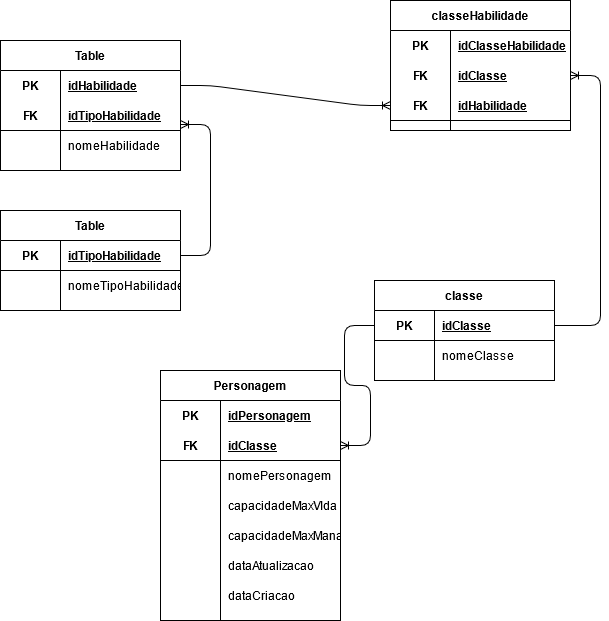 classeHabilidade
PK idClasseHabilidade
FK idClasse
FK idHabilidade
Table
PK idHabilidade
FK idTipoHabilidade
nomeHabilidade
Table
PK idTipoHabilidade
nomeTipoHabilidade
classe
PK idClasse
nomeClasse
Personagem
PK idPersonagem
FK idClasse
nomePersonagem
capacidadeMaxVIda
capacidadeMaxMana
dataAtualizacao
dataCriacao